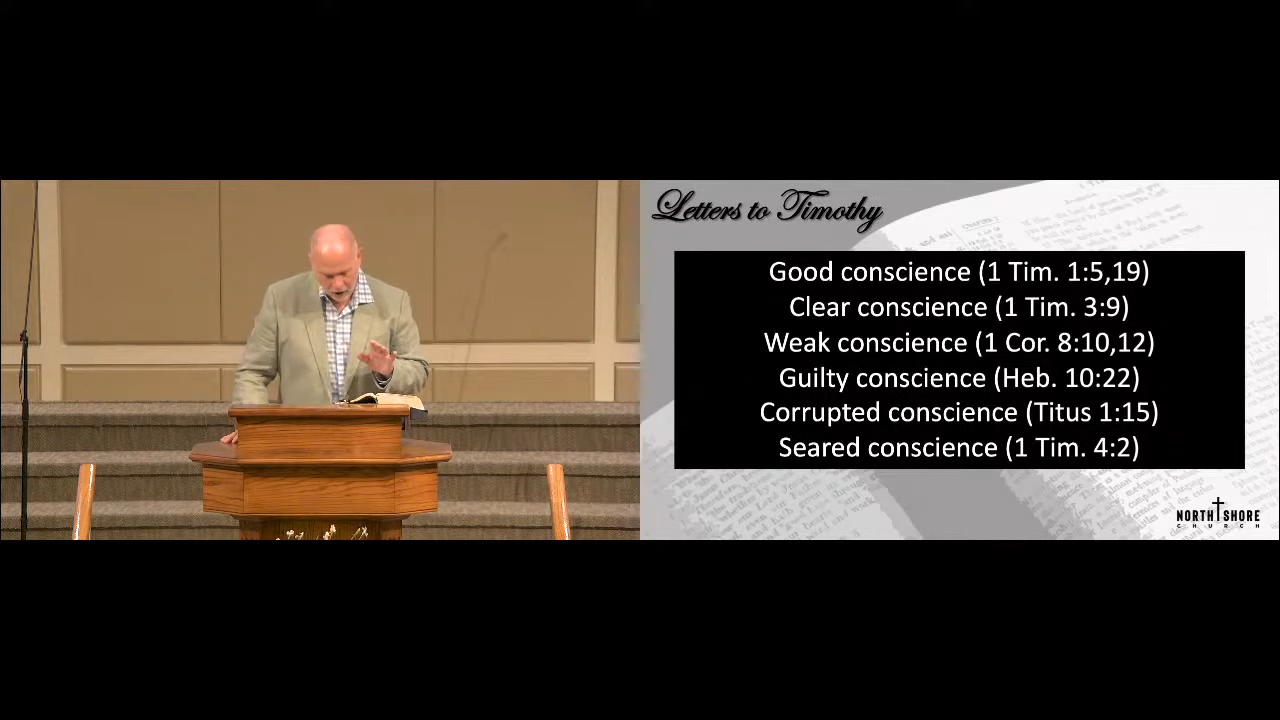 Letters to Timothy
Good conscience (1 Tim. 1:5,19)
Clear conscience (1 Tim. 3:9)
Weak conscience (1 Cor. 8:10,12)
Guilty conscience (Heb. 10:22)
Corrupted conscience (Titus 1:15)
Seared conscience (1 Tim. 4:2)
NORTH SHORE
CHURCH